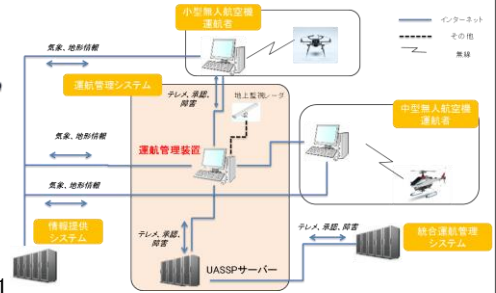 小型無人航空機
運航者
インターネット
その他
無線
気象、地形情報
運航管理システム
テレメ、承認、
障害
地上監視レーダ
中型無人航空機
運航者
運航管理装置
気象、地形情報
気象、地形情報
情報提供
システム
テレメ、承認、
障害
テレメ、承認、障害
統合運航管理
システム
UASSPサーバー
1